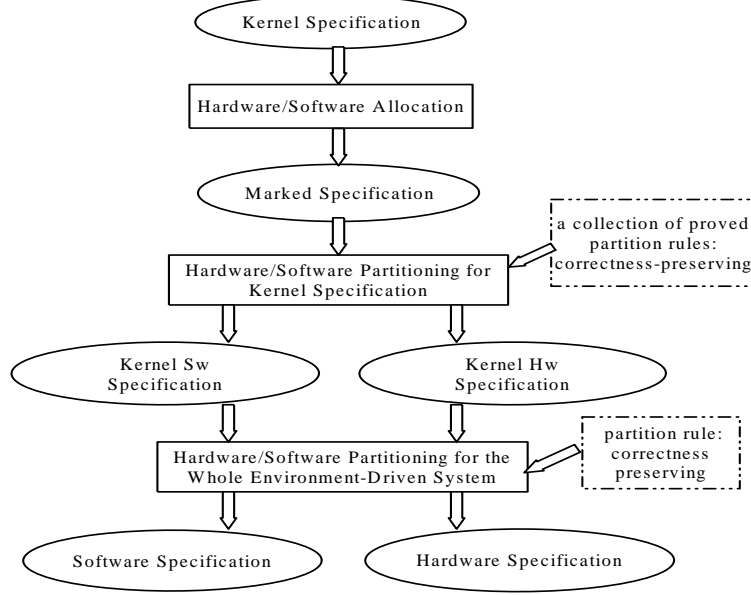 Kernel Specification
Hardware/Software Allocation
Marked Specification
a collection of proved
partition rules:
correctness-preserving
Hardware/Software Partitioning for
Kernel Specification
Kernel Sw
Specification
Kernel Hw
Specification
Hardware/Software Partitioning for the
Whole Environment-Driven System
partition rule:
correctness
preserving
Software Specification
Hardware Specification